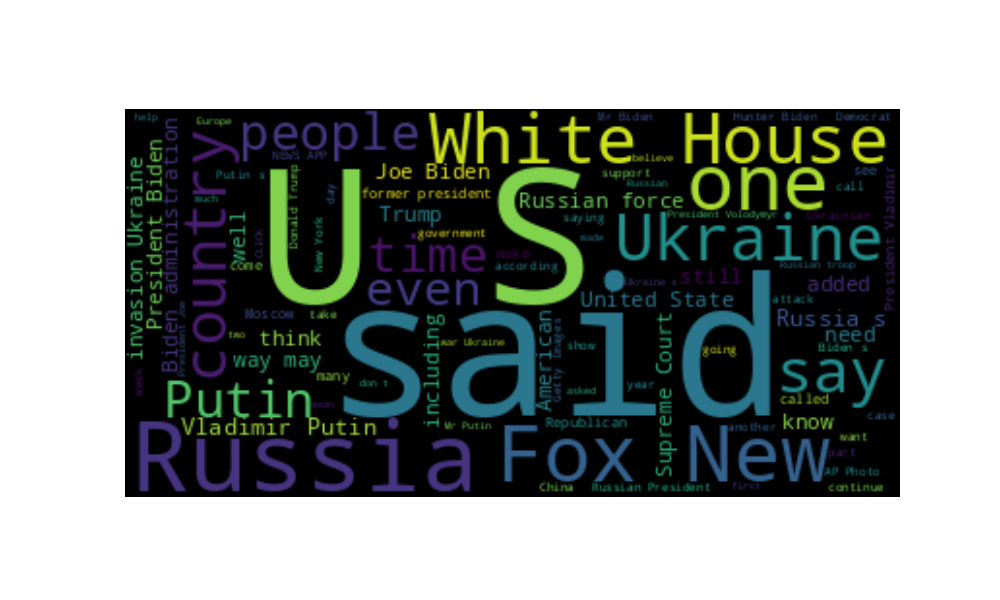 help
Europe
people
White House
Mr Biden
Hunter Biden
Democrat
NEWS APP
believe
Putin s
Joe Biden
support
see
former president
Russian
call
much
day
one
Russian force
Trump
saying
President Volodymyr
Ukrainian
government
made
Ukraine
U S
well
country
Biden administration
President Biden
invasion Ukraine
Donald Trump
New York
CLICK
time
make
come
according
Russian troop
President Vladimir
even
Ukraine s
still
added
United State
attack
Moscow
take
said
Russia s
two
think
need
President Joe
war Ukraine
show
going
Biden s
way may
say
many
don t
including
American
Getty Images
Supreme Court
asked
year
week
Putin
mean
called
Vladimir Putin
Mr Putin
Republican
another
know
case
want
Russia
Fox New
part
AP Photo
China
Russian President
first
continue